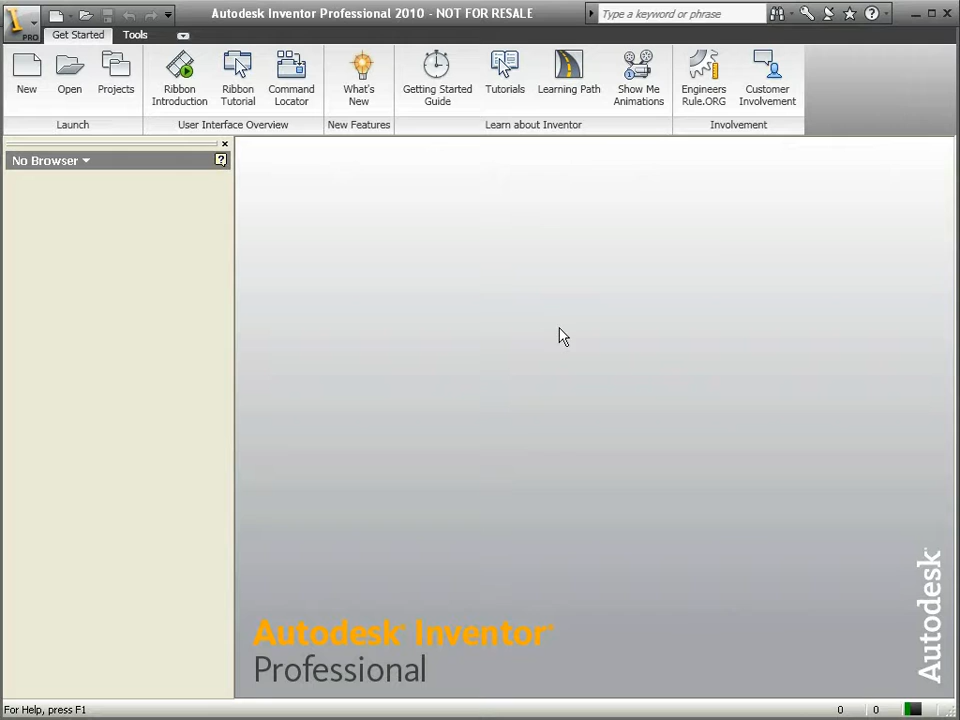 Autodesk Inventor Professional 2010 - NOT FOR RESALE
Type a keyword or phrase
PRO
Get Started
Tools
New
Open
Projects
Ribbon
Introduction
Ribbon
Tutorial
Command
Locator
What's
New
Getting Started
Guide
Tutorials
Learning Path
Show Me
Animations
Engineers
Rule.ORG
Customer
Involvement
Launch
User Interface Overview
New Features
Learn about Inventor
Involvement
No Browser
Autodesk® Inventor®
Professional
Autodesk®
For Help, press F1
0
0